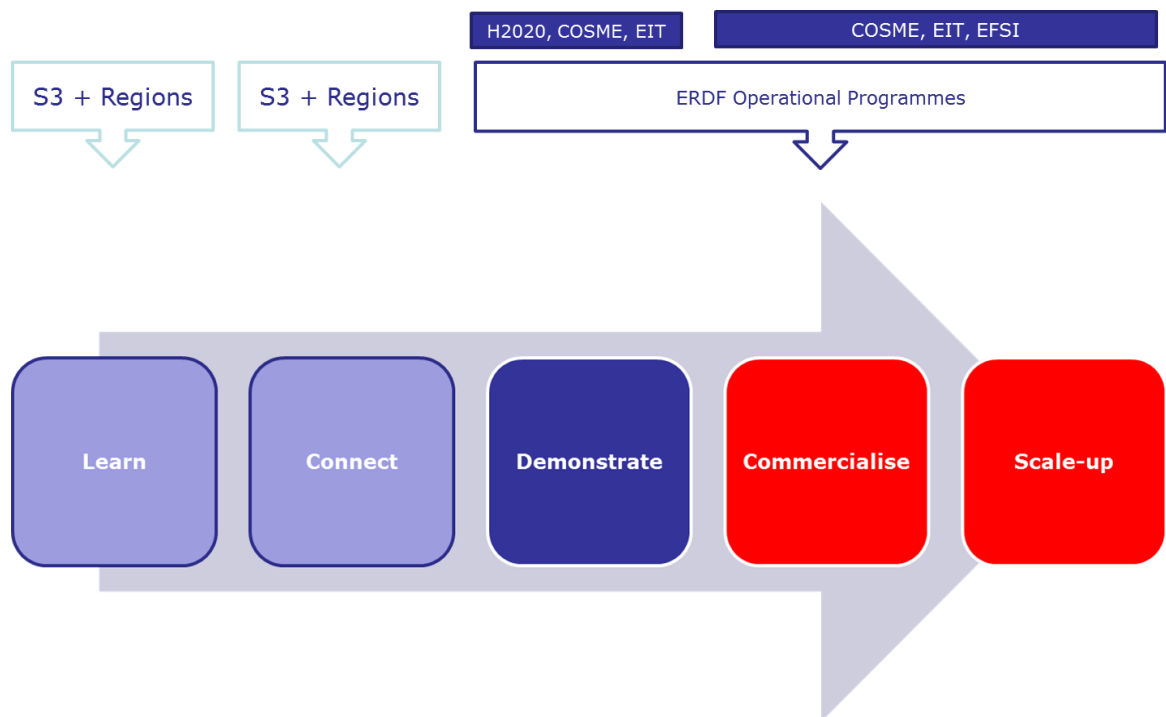 H2020, COSME, EIT
COSME, EIT, EFSI
S3 + Regions
S3 + Regions
ERDF Operational Programmes
Learn
Connect
Demonstrate
Commercialise
Scale-up